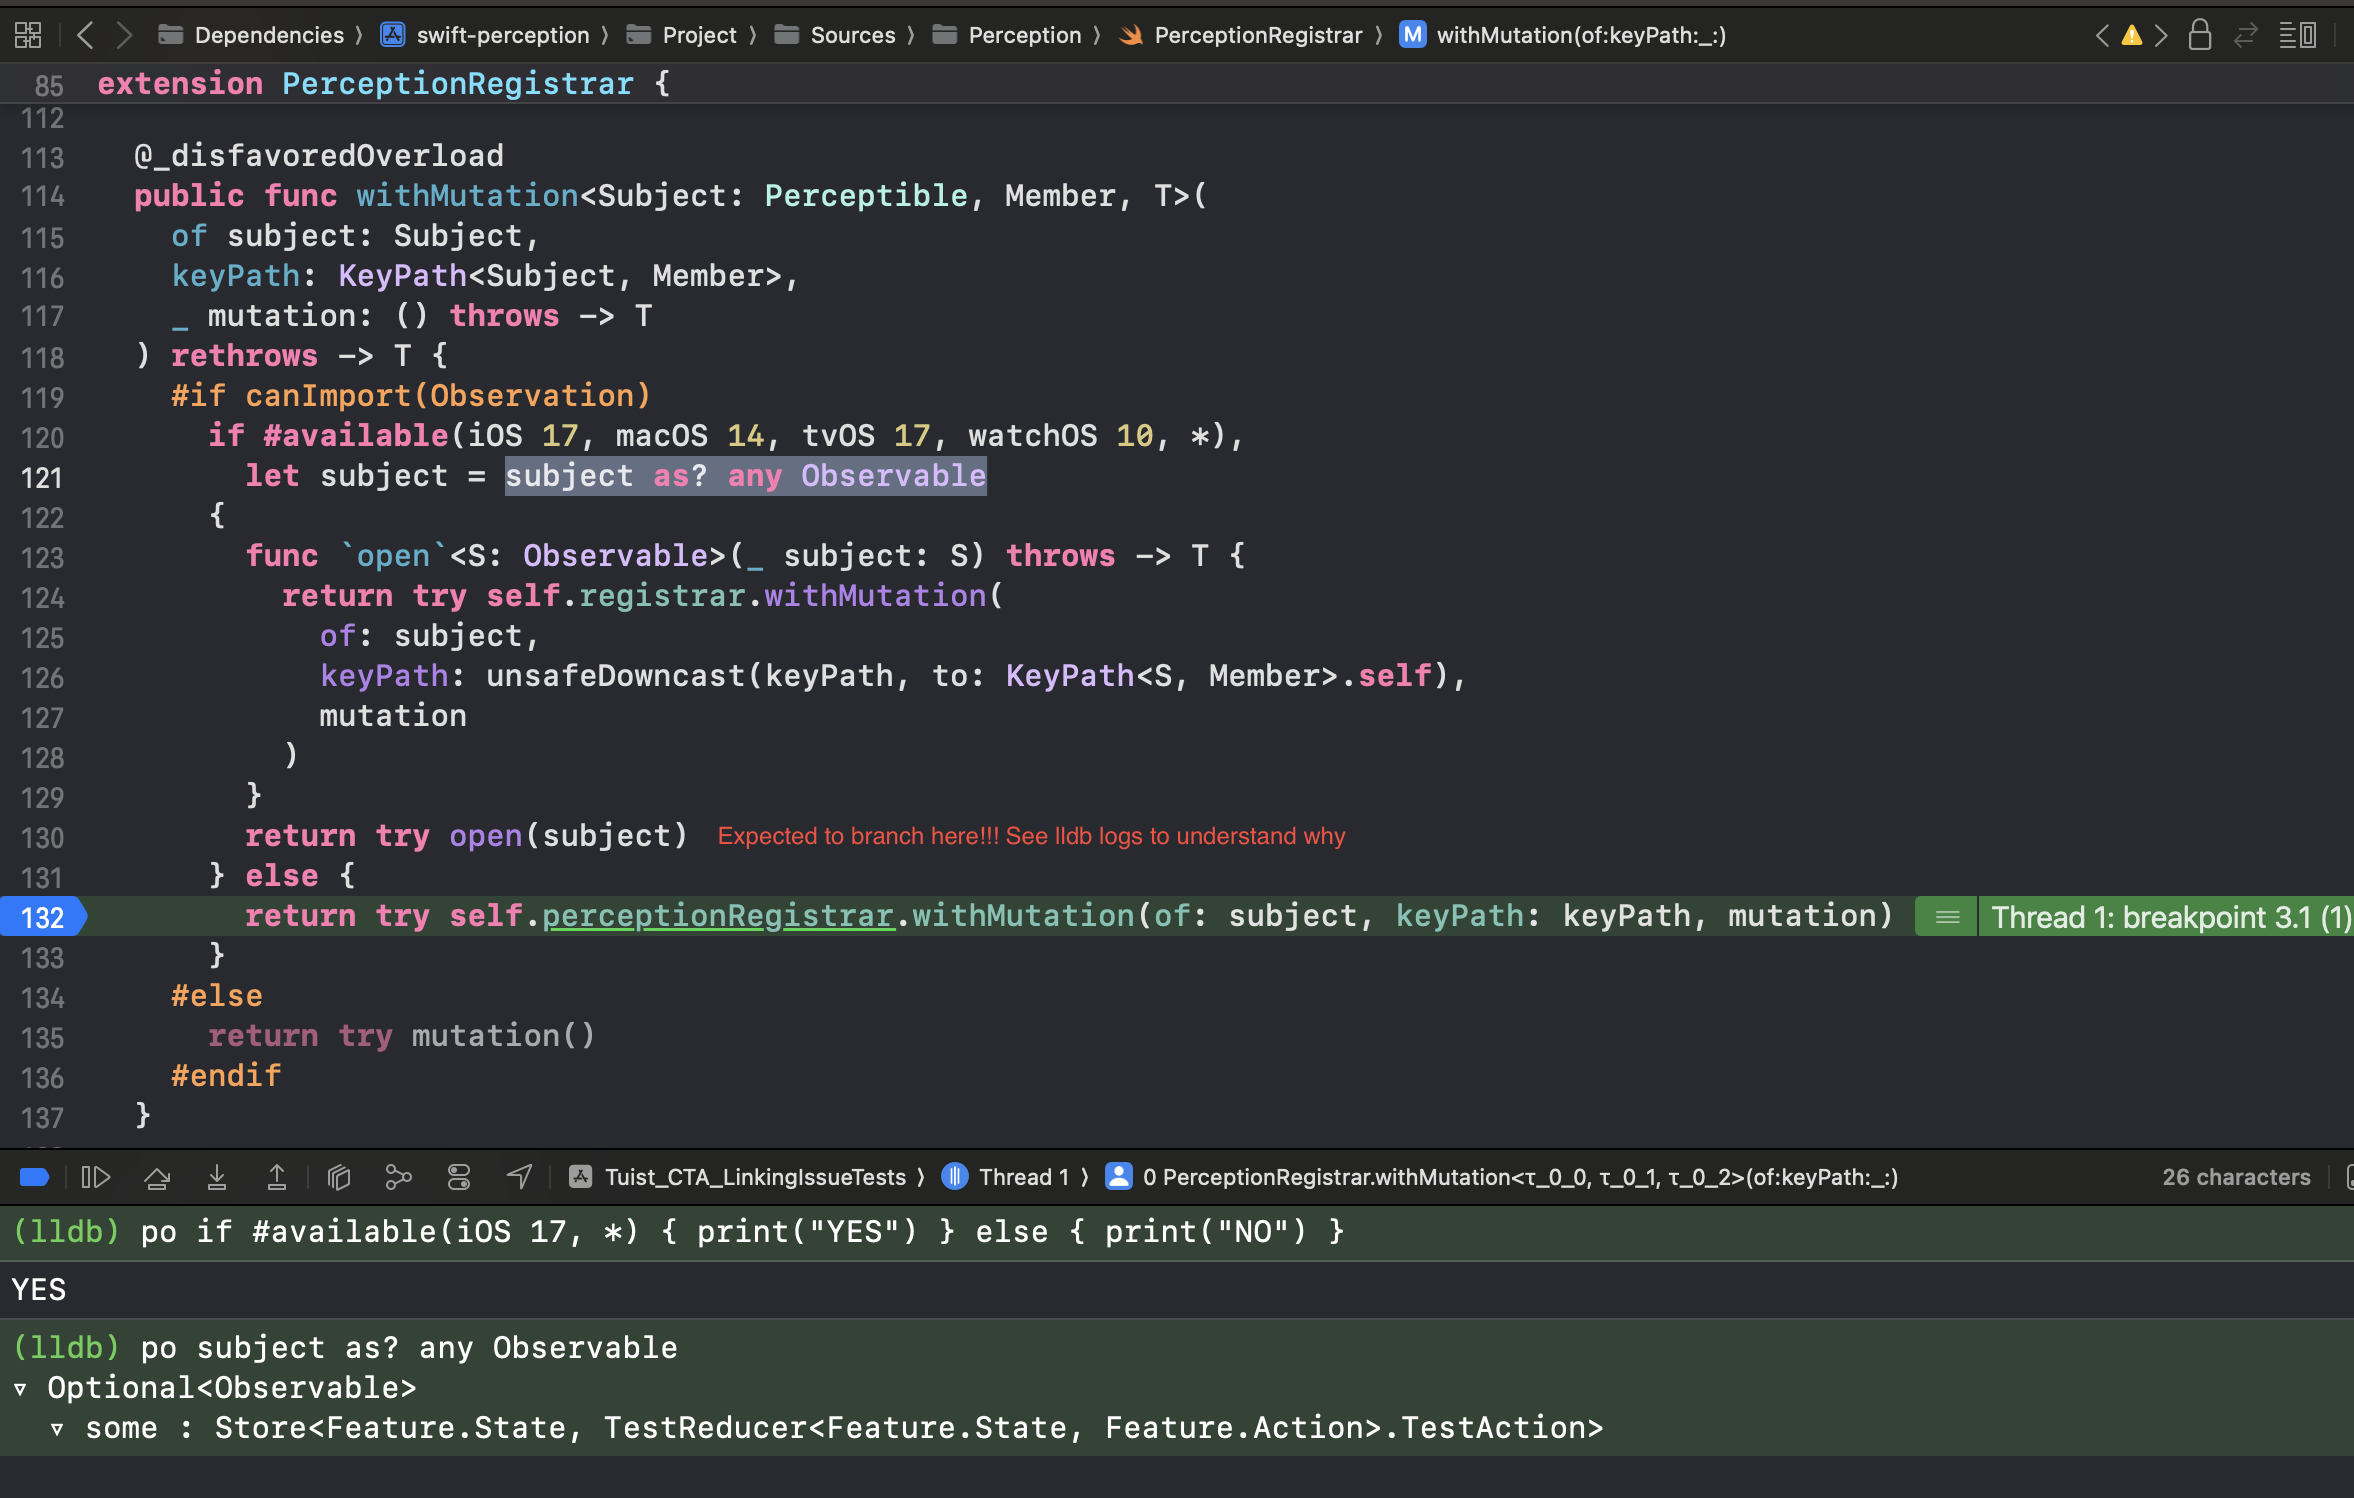 Dependencies 〉 swift-perception 〉 Project 〉 Sources 〉 Perception 〉 PerceptionRegistrar 〉 M withMutation(of:keyPath:_:)
85 extension PerceptionRegistrar {
112
113 @_disfavoredOverload
114 public func withMutation<Subject: Perceptible, Member, T>(
115 of subject: Subject,
116 keyPath: KeyPath<Subject, Member>,
117 _ mutation: () throws -> T
118 ) rethrows -> T {
119 #if canImport(Observation)
120 if #available(iOS 17, macOS 14, tvOS 17, watchOS 10, *),
121 let subject = subject as? any Observable
122 {
123 func `open`<S: Observable>(_ subject: S) throws -> T {
124 return try self.registrar.withMutation(
125 of: subject,
126 keyPath: unsafeDowncast(keyPath, to: KeyPath<S, Member>.self),
127 mutation
128 )
129 }
130 return try open(subject) Expected to branch here!!! See lldb logs to understand why
131 } else {
132 return try self.perceptionRegistrar.withMutation(of: subject, keyPath: keyPath, mutation) Thread 1: breakpoint 3.1 (1)
133 }
134 #else
135 return try mutation()
136 #endif
137 }
Tuist_CTA_LinkingIssueTests 〉 Thread 1 〉 0 PerceptionRegistrar.withMutation<τ_0_0, τ_0_1, τ_0_2>(of:keyPath:_:) 26 characters
(lldb) po if #available(iOS 17, *) { print("YES") } else { print("NO") }
YES
(lldb) po subject as? any Observable
▿ Optional<Observable>
▿ some : Store<Feature.State, TestReducer<Feature.State, Feature.Action>.TestAction>